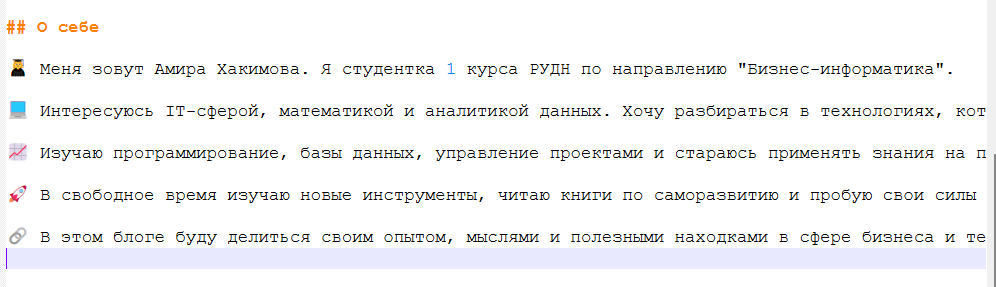 ## О себе
👩‍🎓 Меня зовут Амира Хакимова. Я студентка 1 курса РУДН по направлению "Бизнес-информатика".
💻 Интересуюсь IT-сферой, математикой и аналитикой данных. Хочу разбираться в технологиях, кот
📈 Изучаю программирование, базы данных, управление проектами и стараюсь применять знания на п
🚀 В свободное время изучаю новые инструменты, читаю книги по саморазвитию и пробую свои силы
🔗 В этом блоге буду делиться своим опытом, мыслями и полезными находками в сфере бизнеса и те